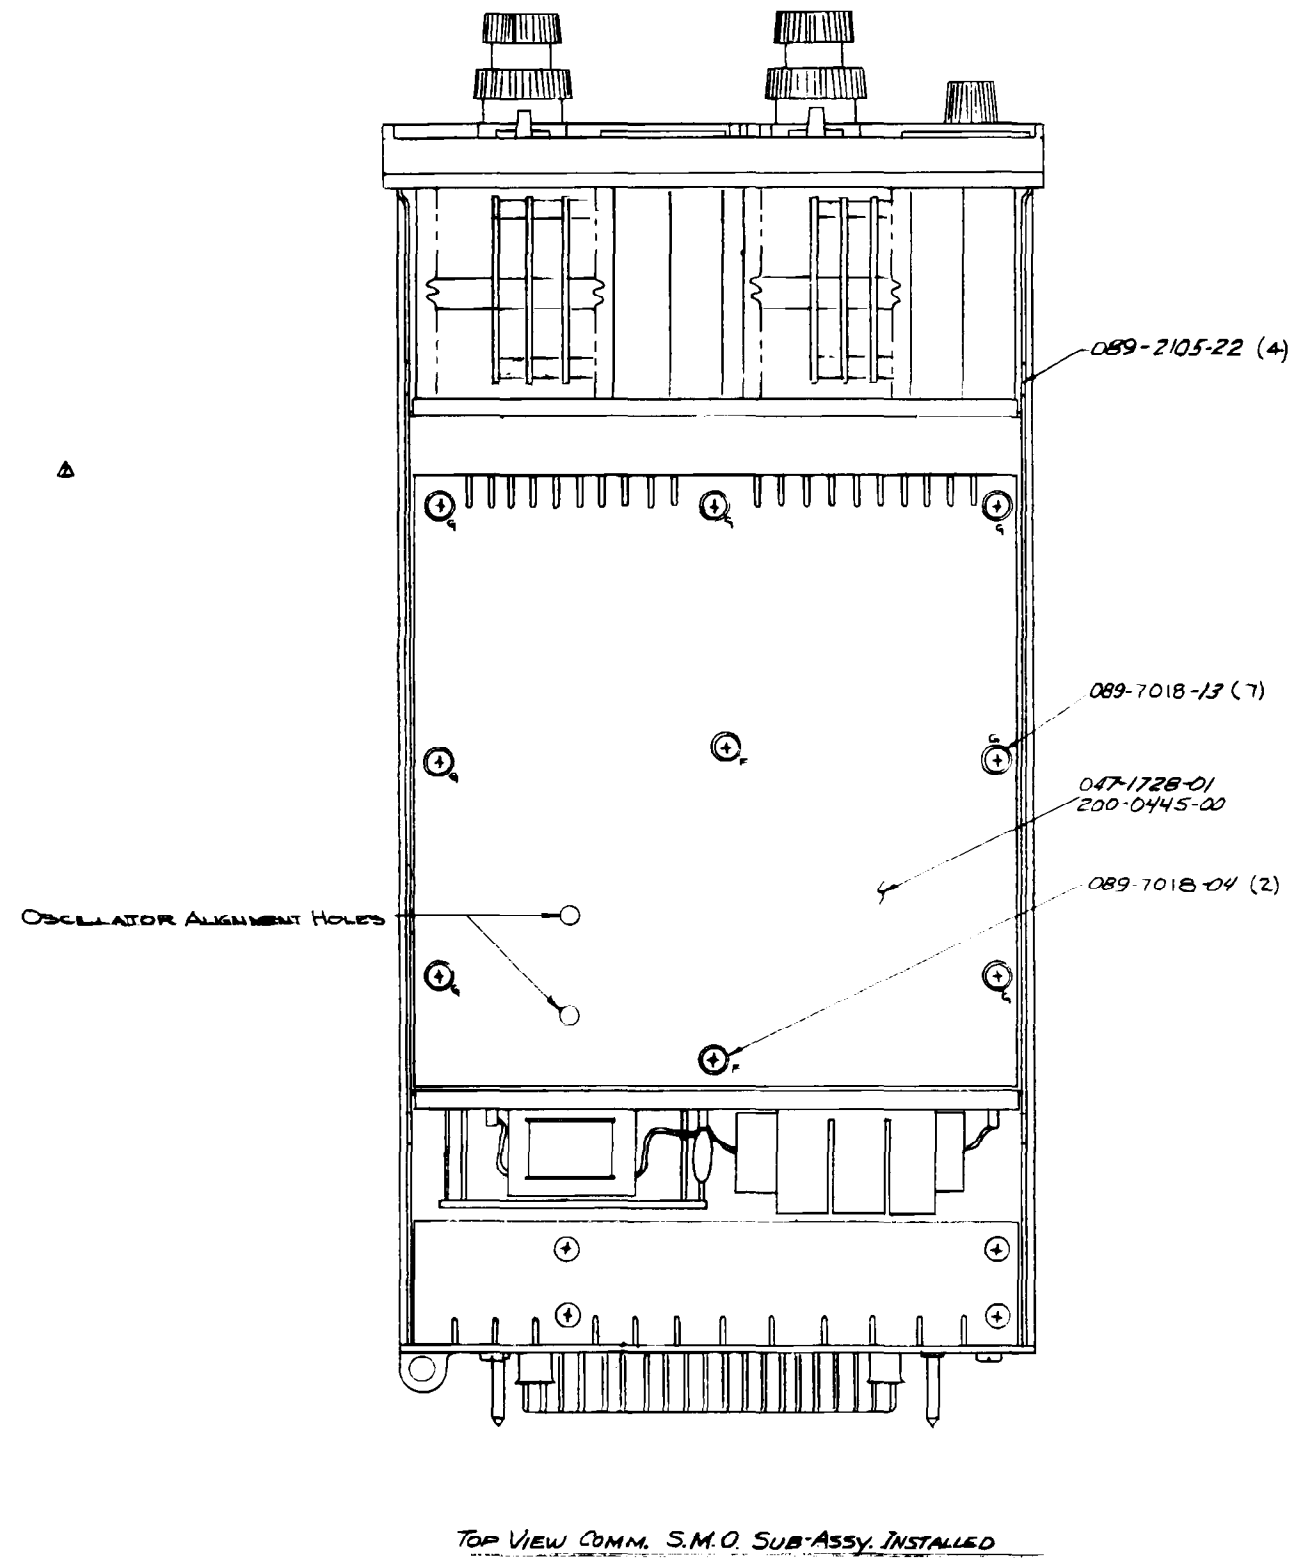 089-2105-22 (4)
G
G
G
089-7018-13 (7)
G
F
G
047-1728-01
200-0445-00
089-7018-04 (2)
OSCILLATOR ALIGNMENT HOLES
G
G
F
TOP VIEW COMM. S.M.O. SUB-ASSY. INSTALLED